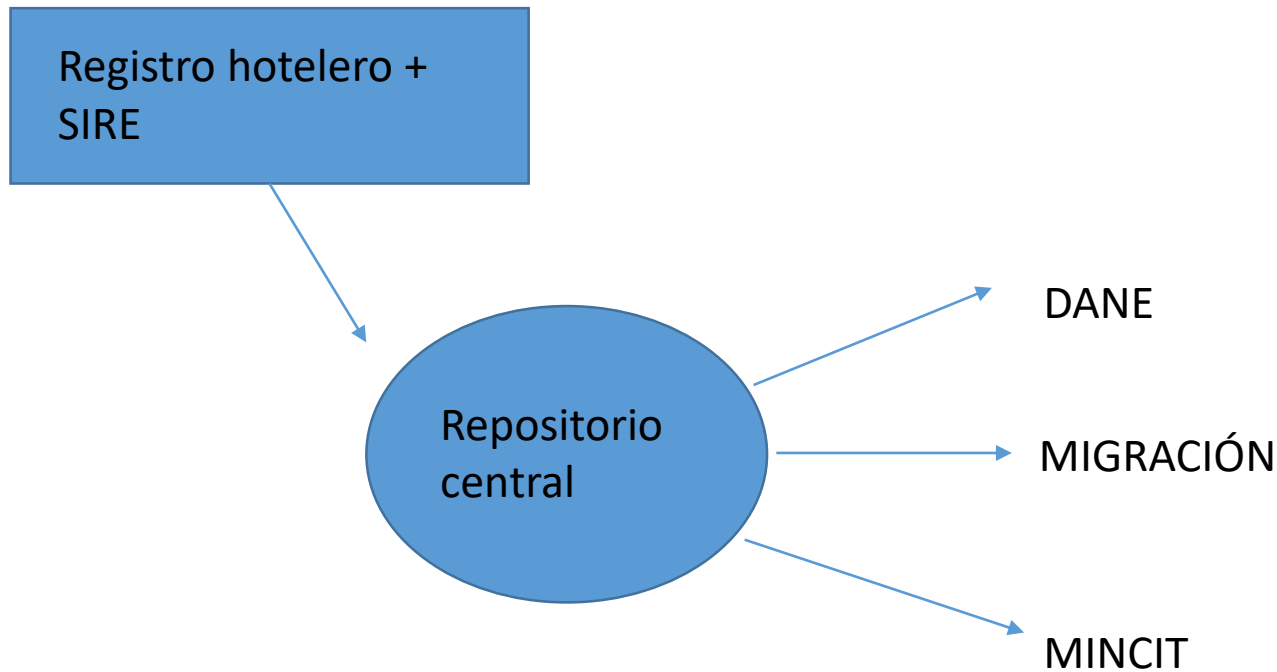 Registro hotelero +
SIRE
Repositorio
central
DANE
MIGRACIÓN
MINCIT